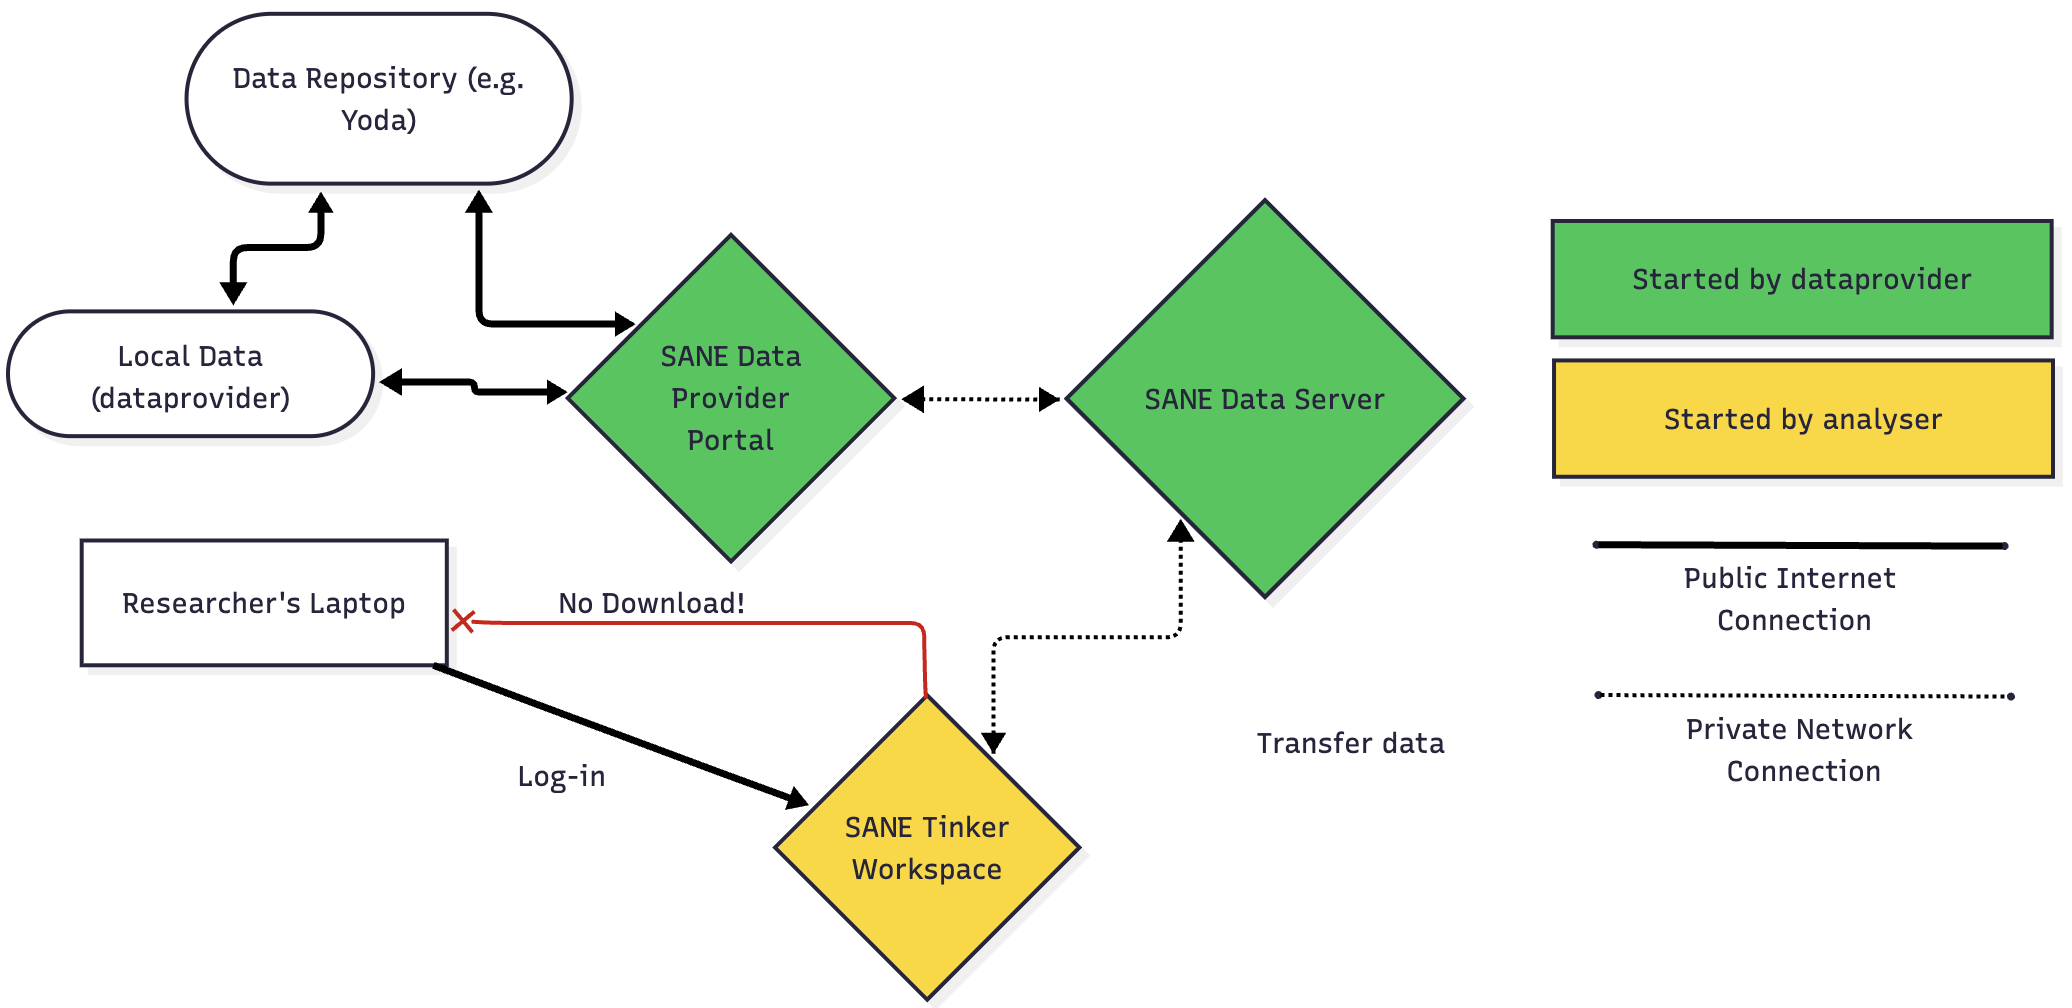 Data Repository (e.g.
Yoda)
Local Data
(dataprovider)
SANE Data
Provider
Portal
SANE Data Server
Started by dataprovider
Started by analyser
Public Internet
Connection
Private Network
Connection
Researcher's Laptop
No Download!
Log-in
Transfer data
SANE Tinker
Workspace